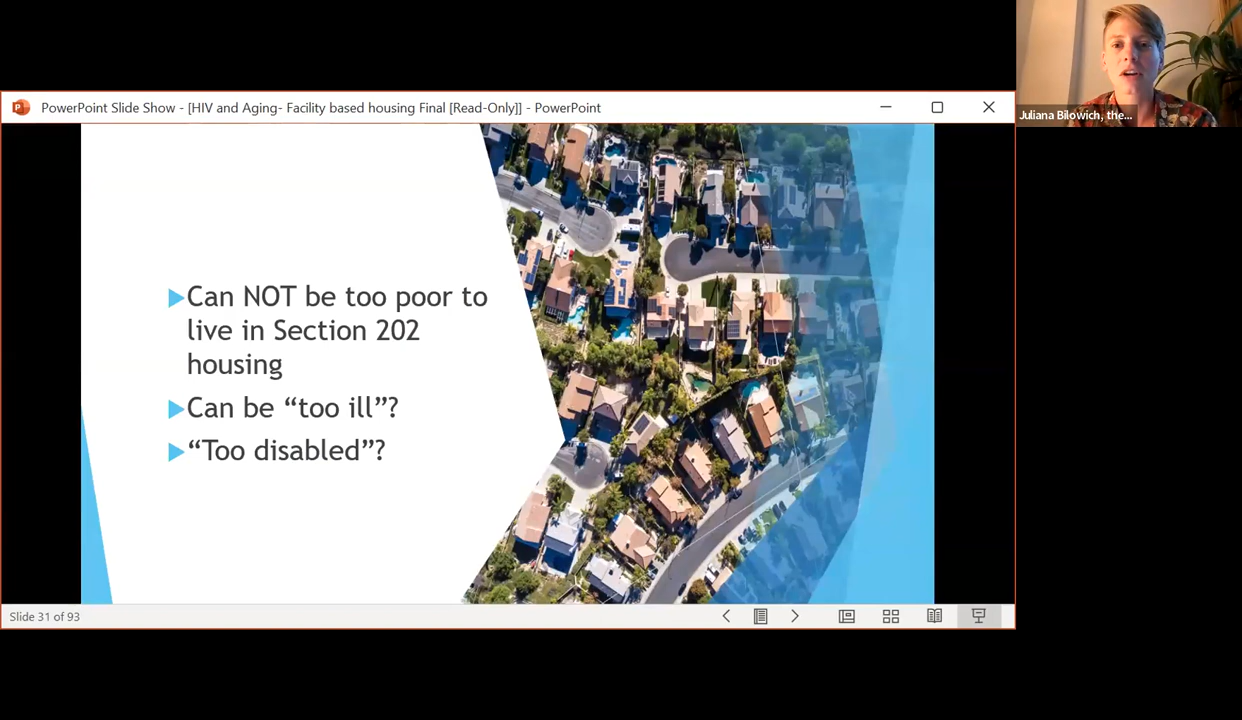 PowerPoint Slide Show - [HIV and Aging- Facility based housing Final [Read-Only]] - PowerPoint
Juliana Bilowich, the...
▶Can NOT be too poor to
live in Section 202
housing
▶Can be “too ill”?
▶“Too disabled”?
Slide 31 of 93